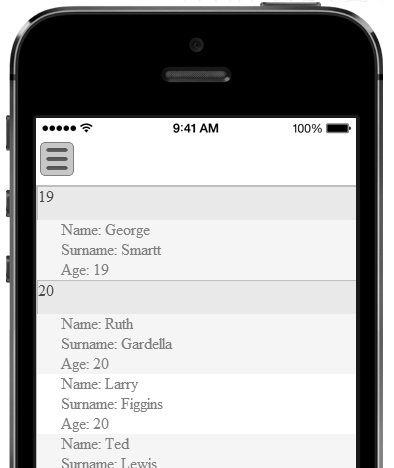 9:41 AM 100%
19
Name: George
Surname: Smartt
Age: 19
20
Name: Ruth
Surname: Gardella
Age: 20
Name: Larry
Surname: Figgins
Age: 20
Name: Ted
Surname: Lewis